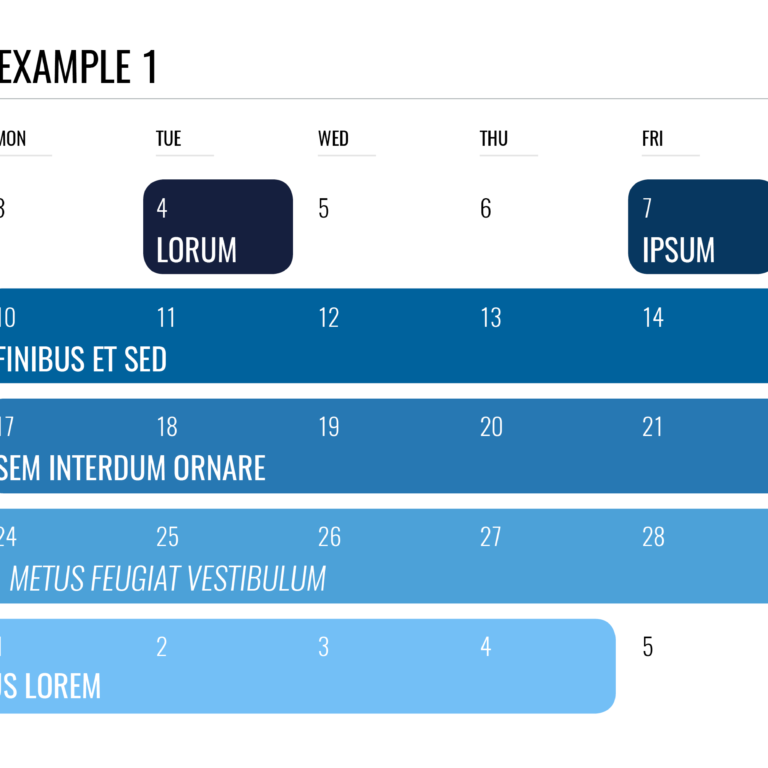 EXAMPLE 1
MON TUE WED THU FRI
3 4 5 6 7
LORUM IPSUM
10 11 12 13 14
FINIBUS ET SED
17 18 19 20 21
SEM INTERDUM ORNARE
24 25 26 27 28
METUS FEUGIAT VESTIBULUM
1 2 3 4 5
LOREM